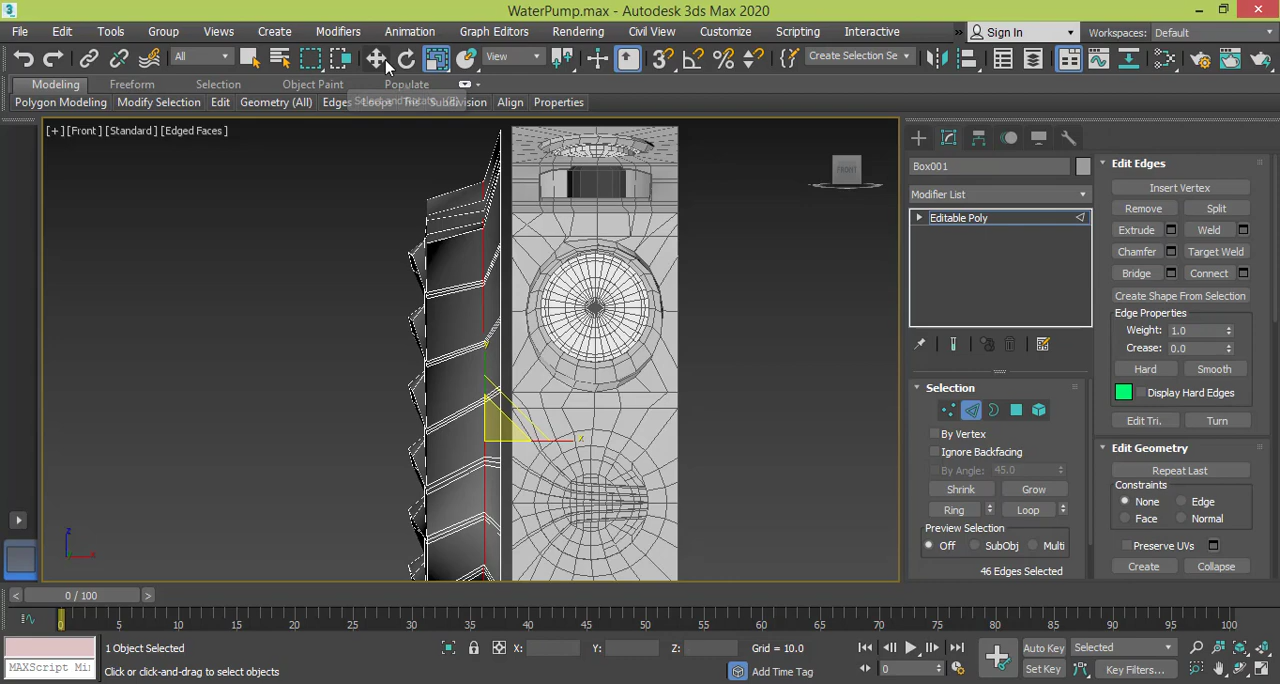 WaterPump.max - Autodesk 3ds Max 2020
File Edit Tools Group Views Create Modifiers Animation Graph Editors Rendering Civil View Customize Scripting Interactive » Sign In Workspaces: Default
All View Create Selection Se
Modeling Freeform Selection Object Paint Populate
Polygon Modeling Modify Selection Edit Geometry (All) Edges Loops Subdivision Align Properties
[+] [Front] [Standard] [Edged Faces]
FRONT
Box001
Modifier List
Editable Poly
Selection
By Vertex
Ignore Backfacing
By Angle: 45.0
Shrink Grow
Ring Loop
Preview Selection
Off SubObj Multi
46 Edges Selected
Edit Edges
Insert Vertex
Remove Split
Extrude Weld
Chamfer Target Weld
Bridge Connect
Create Shape From Selection
Edge Properties
Weight: 1.0
Crease: 0.0
Hard Smooth
Display Hard Edges
Edit Tri. Turn
Edit Geometry
Repeat Last
Constraints
None Edge
Face Normal
Preserve UVs
Create Collapse
y
x
z
< 0 / 100 >
0 5 10 15 20 25 30 35 40 45 50 55 60 65 70 75 80 85 90 95 100
1 Object Selected X: Y: Z: Grid = 10.0 Auto Key Selected
MAXScript Mi Click or click-and-drag to select objects Add Time Tag 0 Set Key Key Filters...